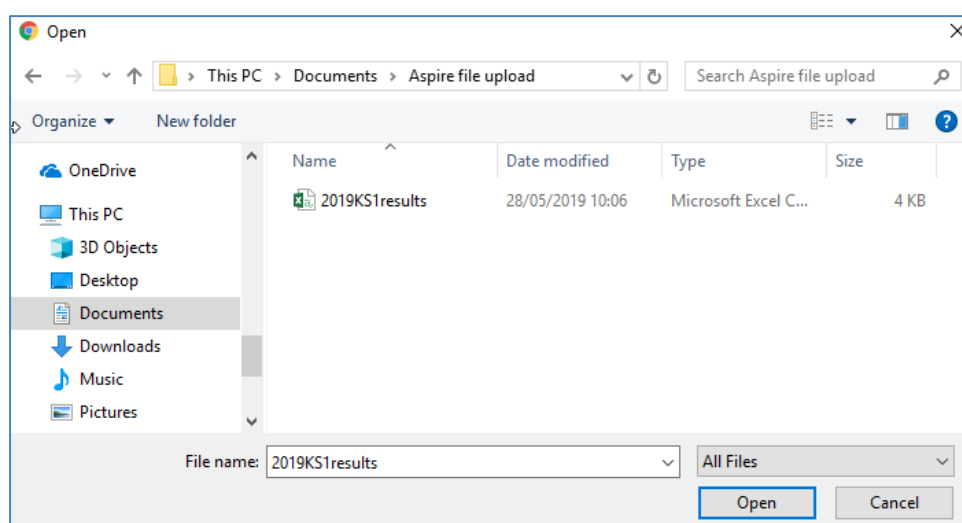 Open
This PC > Documents > Aspire file upload
Search Aspire file upload
Organize
New folder
Name
Date modified
Type
Size
OneDrive
This PC
3D Objects
Desktop
Documents
Downloads
Music
Pictures
2019KS1results
28/05/2019 10:06
Microsoft Excel C...
4 KB
File name:
2019KS1results
All Files
Open
Cancel